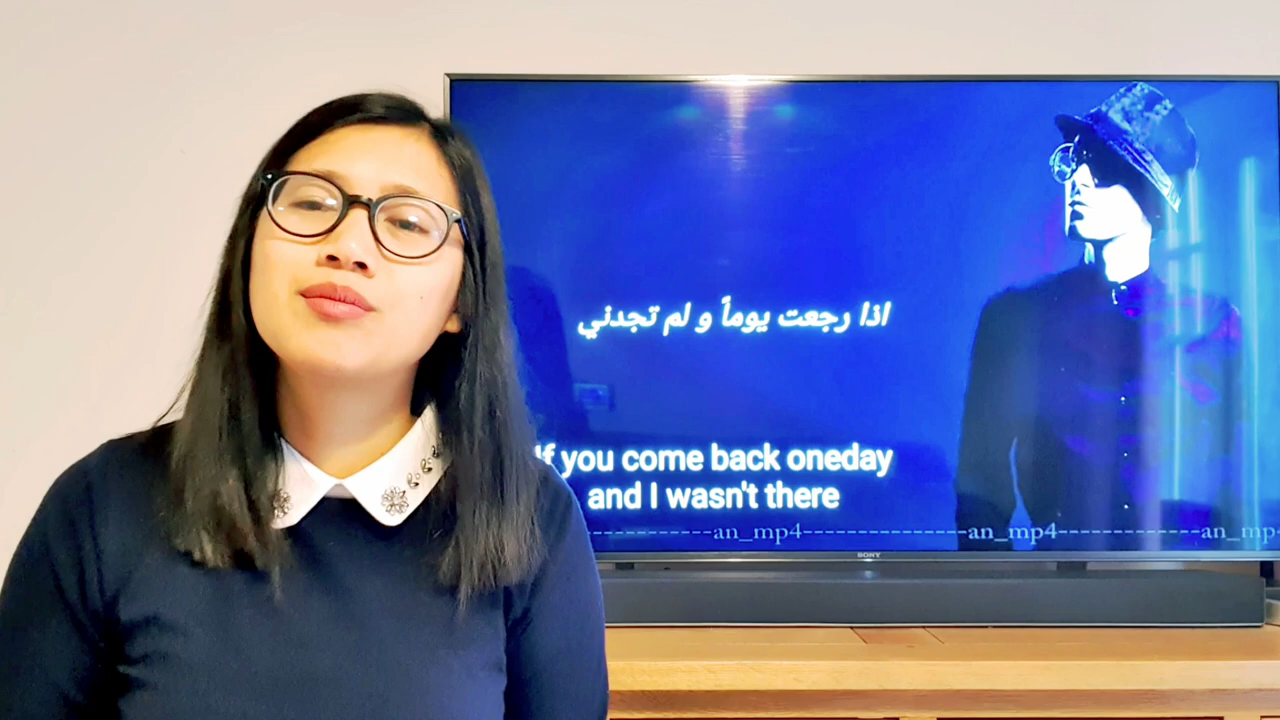 اذا رجعت يوماً و لم تجدني
If you come back oneday
and I wasn't there
-------an_mp4-----------an_mp4-----------an_mp4
SONY